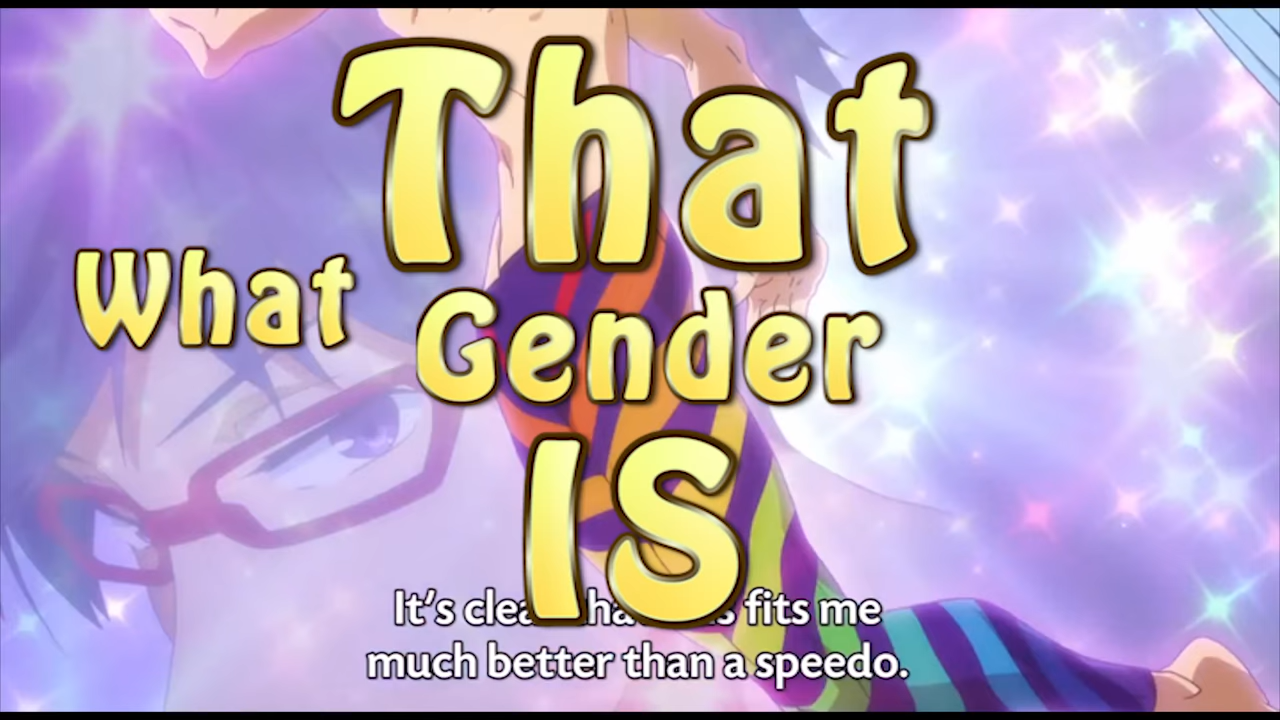 That
What Gender
IS
It's clea fits me
much better than a speedo.